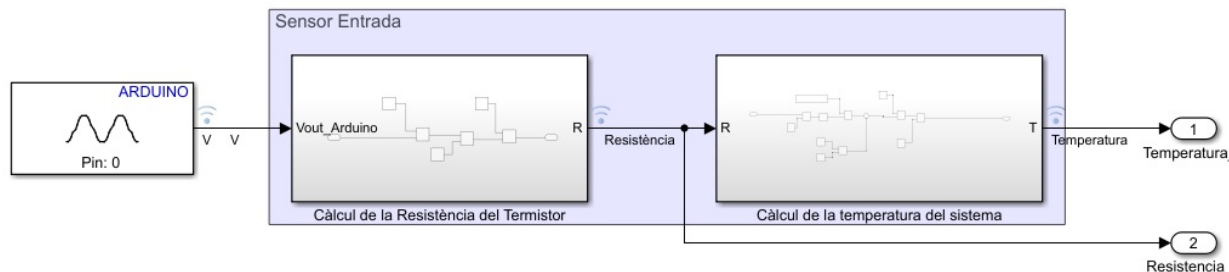 Sensor Entrada
ARDUINO
Pin: 0
V V
Vout_Arduino
R
Càlcul de la Resistència del Termistor
Resistència
R
T
Càlcul de la temperatura del sistema
Temperatura
1
Temperatura
2
Resistencia